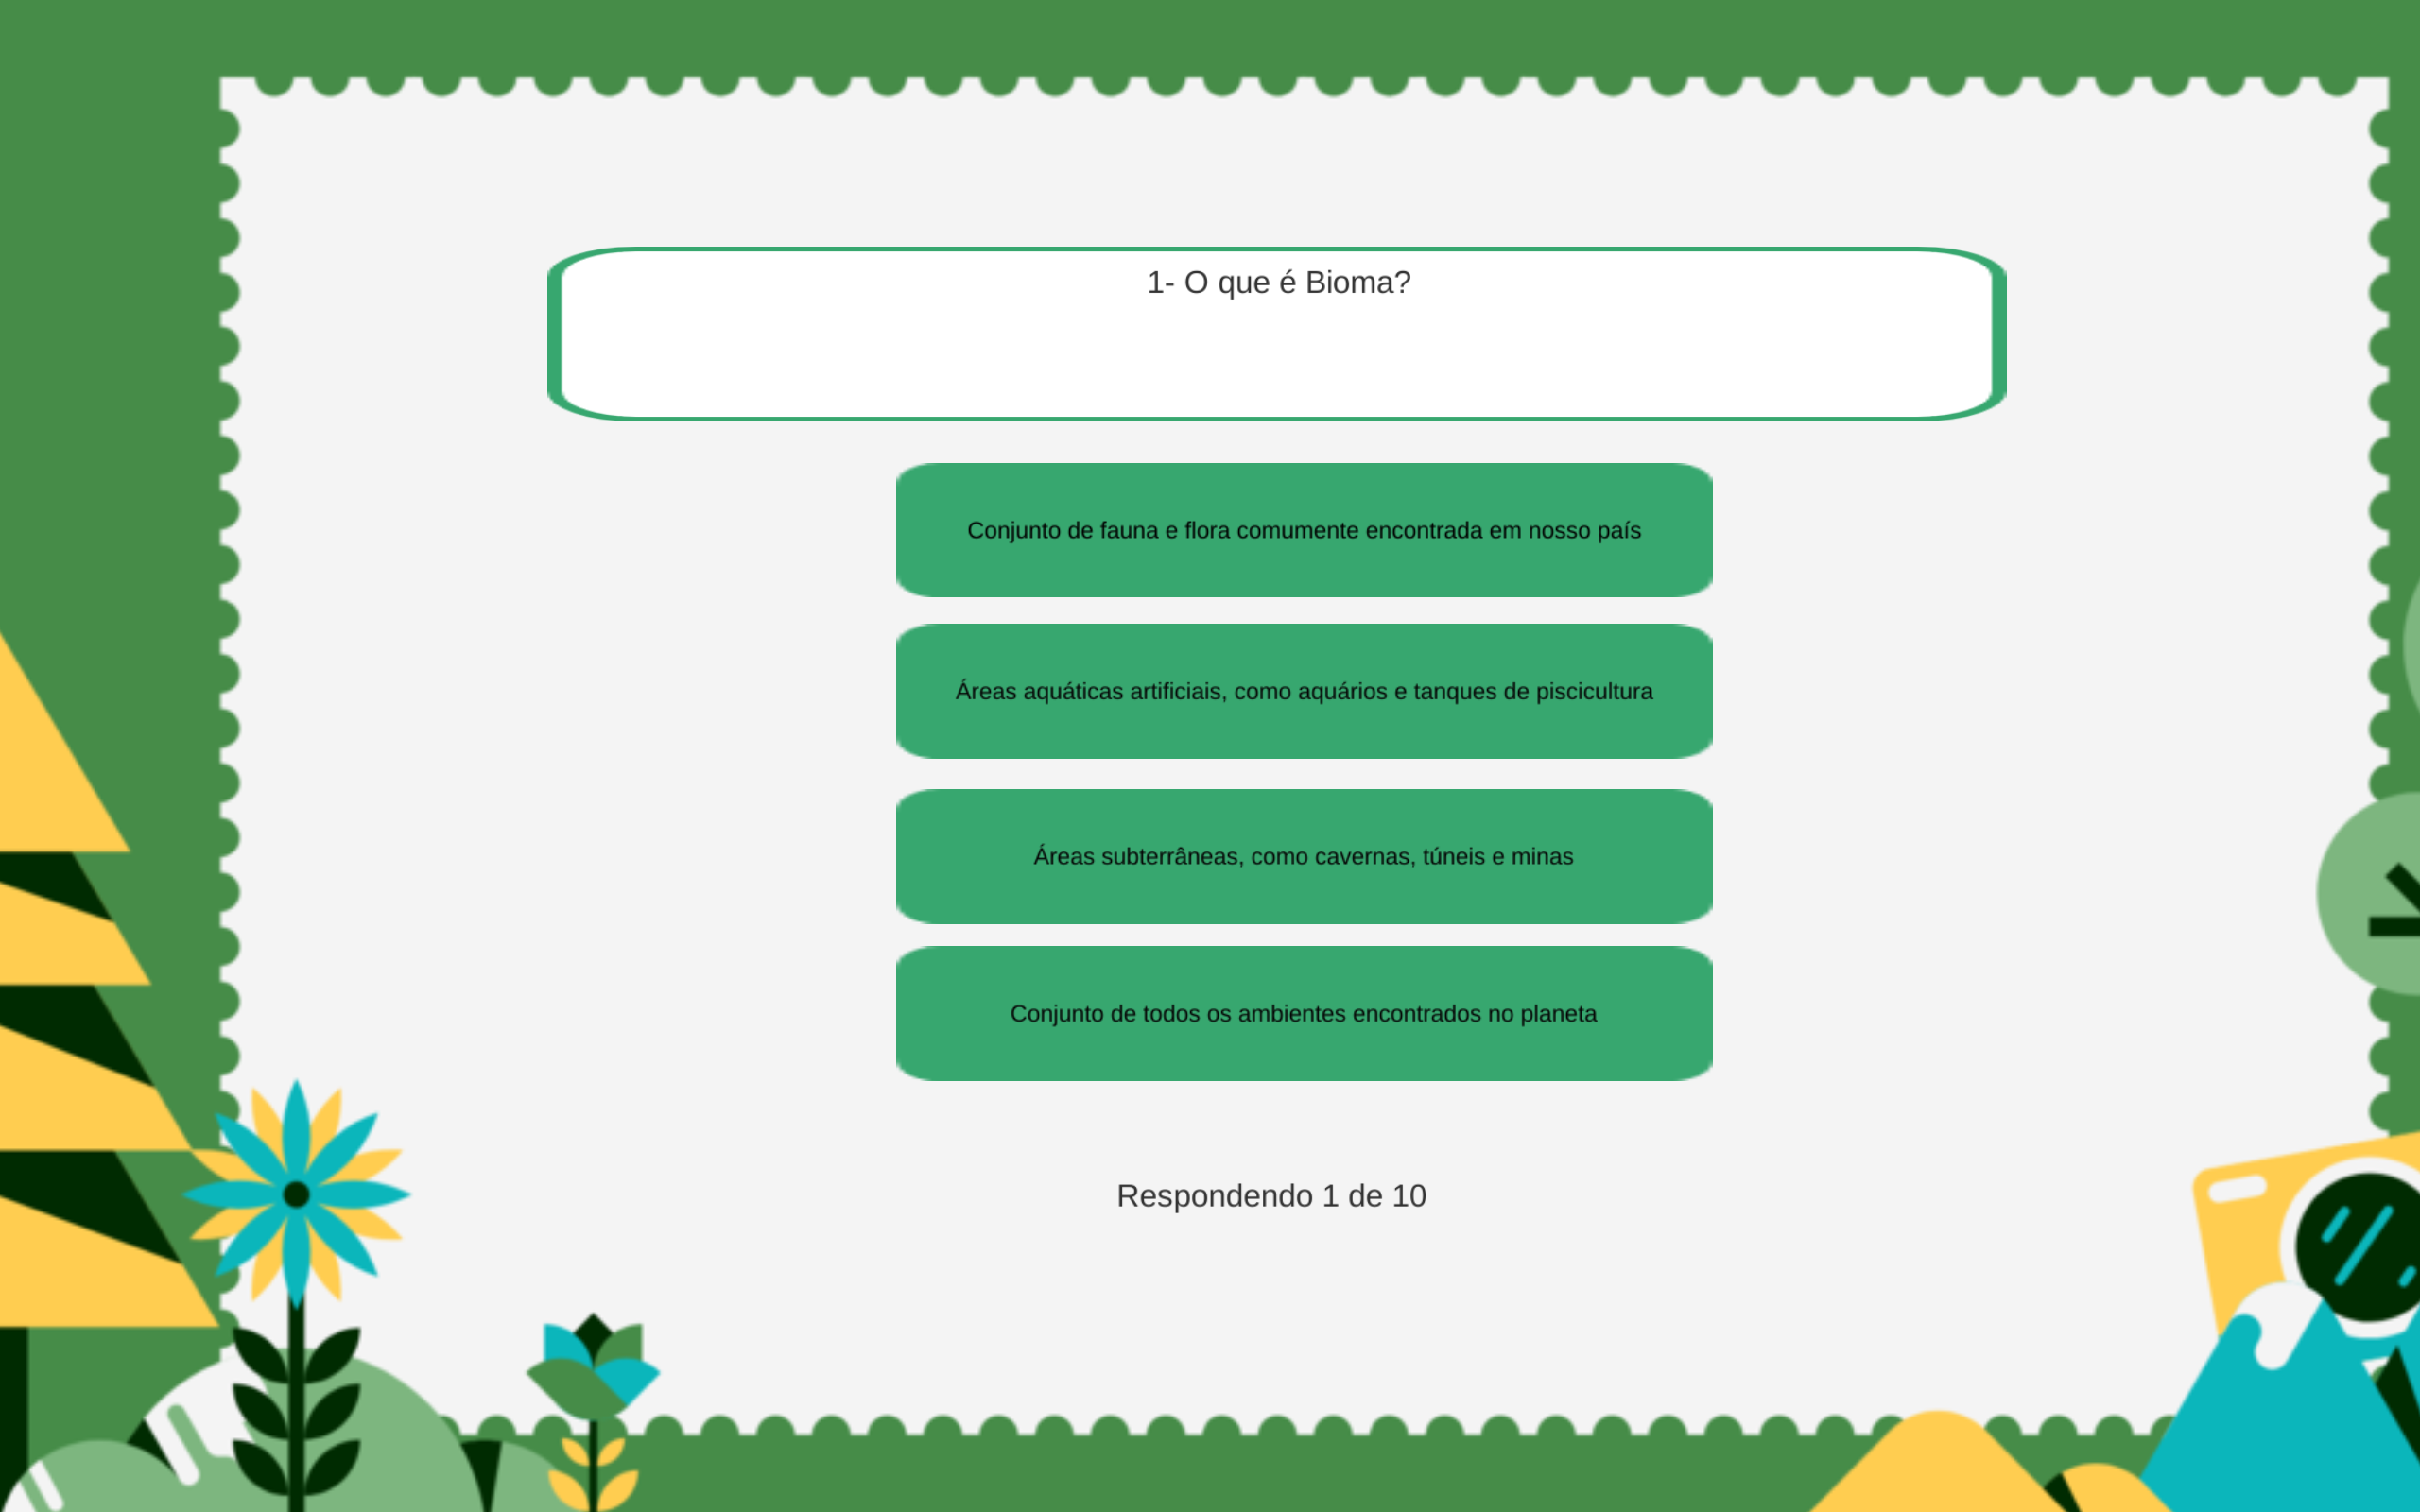 1- O que é Bioma?
Conjunto de fauna e flora comumente encontrada em nosso país
Áreas aquáticas artificiais, como aquários e tanques de piscicultura
Áreas subterrâneas, como cavernas, túneis e minas
Conjunto de todos os ambientes encontrados no planeta
Respondendo 1 de 10